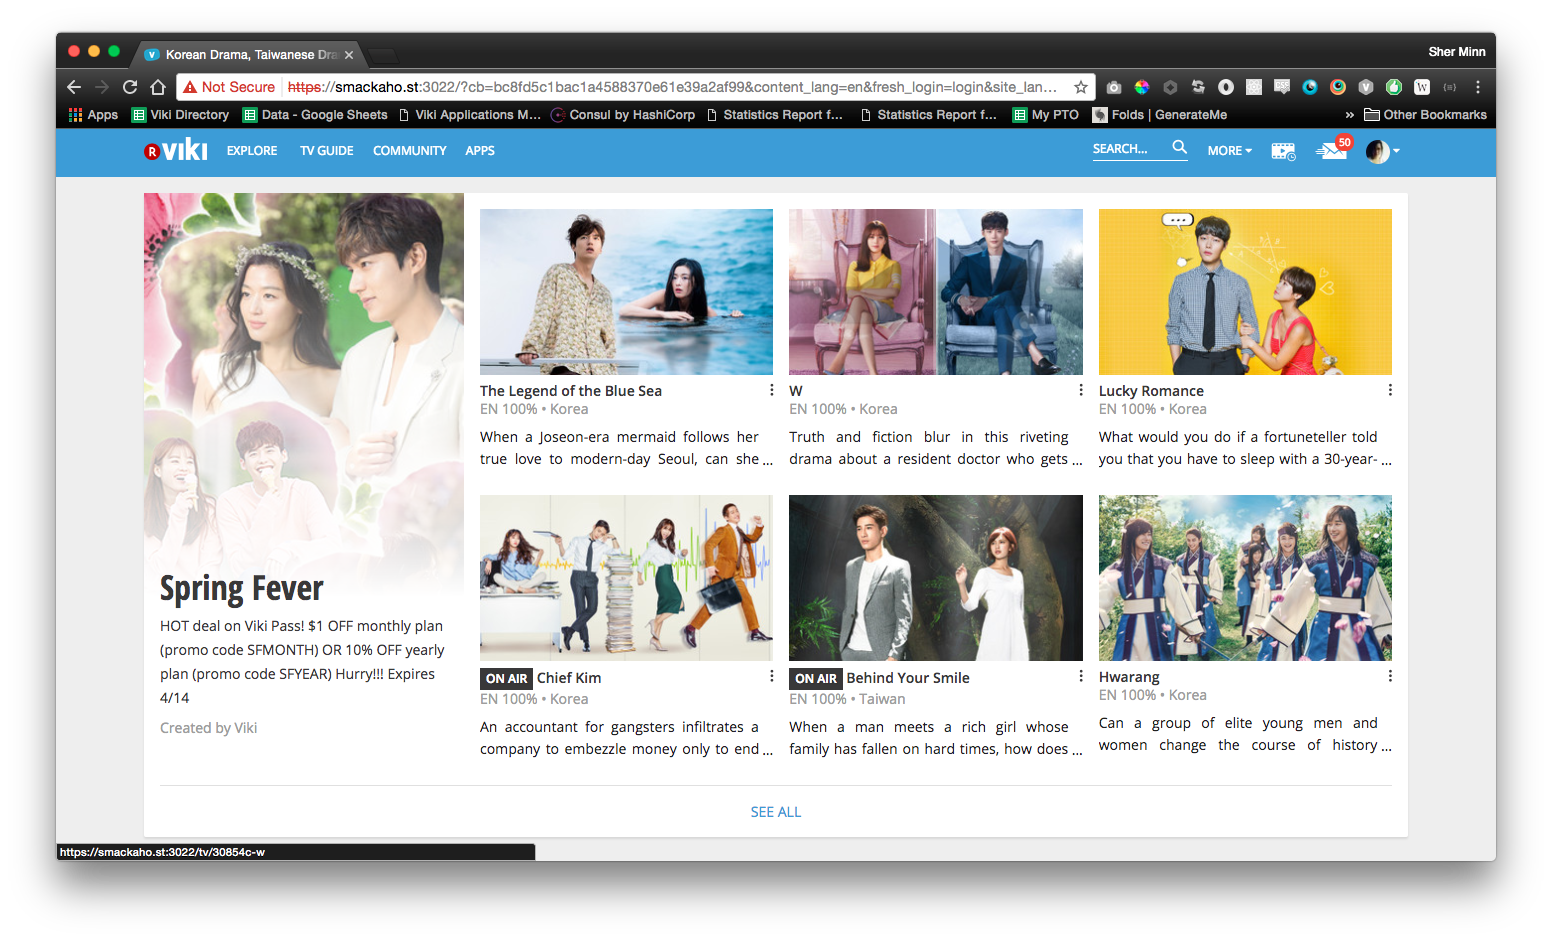 Korean Drama, Taiwanese Dra
Sher Minn
Not Secure https://smackaho.st:3022/?cb=bc8fd5c1bac1a4588370e61e39a2af99&content_lang=en&fresh_login=login&site_lan...
Apps Viki Directory Data - Google Sheets Viki Applications M... Consul by HashiCorp Statistics Report f... Statistics Report f... My PTO Folds | GenerateMe » Other Bookmarks
R VIKI EXPLORE TV GUIDE COMMUNITY APPS SEARCH... MORE 50
The Legend of the Blue Sea
EN 100% • Korea
When a Joseon-era mermaid follows her
true love to modern-day Seoul, can she ...
W
EN 100% • Korea
Truth and fiction blur in this riveting
drama about a resident doctor who gets ...
Lucky Romance
EN 100% • Korea
What would you do if a fortuneteller told
you that you have to sleep with a 30-year- ...
Spring Fever
HOT deal on Viki Pass! $1 OFF monthly plan
(promo code SFMONTH) OR 10% OFF yearly
plan (promo code SFYEAR) Hurry!!! Expires
4/14
Created by Viki
ON AIR Chief Kim
EN 100% • Korea
An accountant for gangsters infiltrates a
company to embezzle money only to end ...
ON AIR Behind Your Smile
EN 100% • Taiwan
When a man meets a rich girl whose
family has fallen on hard times, how does ...
Hwarang
EN 100% • Korea
Can a group of elite young men and
women change the course of history ...
SEE ALL
https://smackaho.st:3022/tv/30854c-w